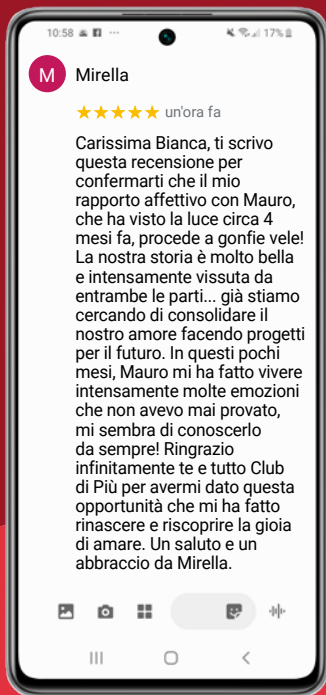 10:58 ··· 17%
M Mirella
★★★★★ un'ora fa
Carissima Bianca, ti scrivo
questa recensione per
confermarti che il mio
rapporto affettivo con Mauro,
che ha visto la luce circa 4
mesi fa, procede a gonfie vele!
La nostra storia è molto bella
e intensamente vissuta da
entrambe le parti... già stiamo
cercando di consolidare il
nostro amore facendo progetti
per il futuro. In questi pochi
mesi, Mauro mi ha fatto vivere
intensamente molte emozioni
che non avevo mai provato,
mi sembra di conoscerlo
da sempre! Ringrazio
infinitamente te e tutto Club
di Più per avermi dato questa
opportunità che mi ha fatto
rinascere e riscoprire la gioia
di amare. Un saluto e un
abbraccio da Mirella.